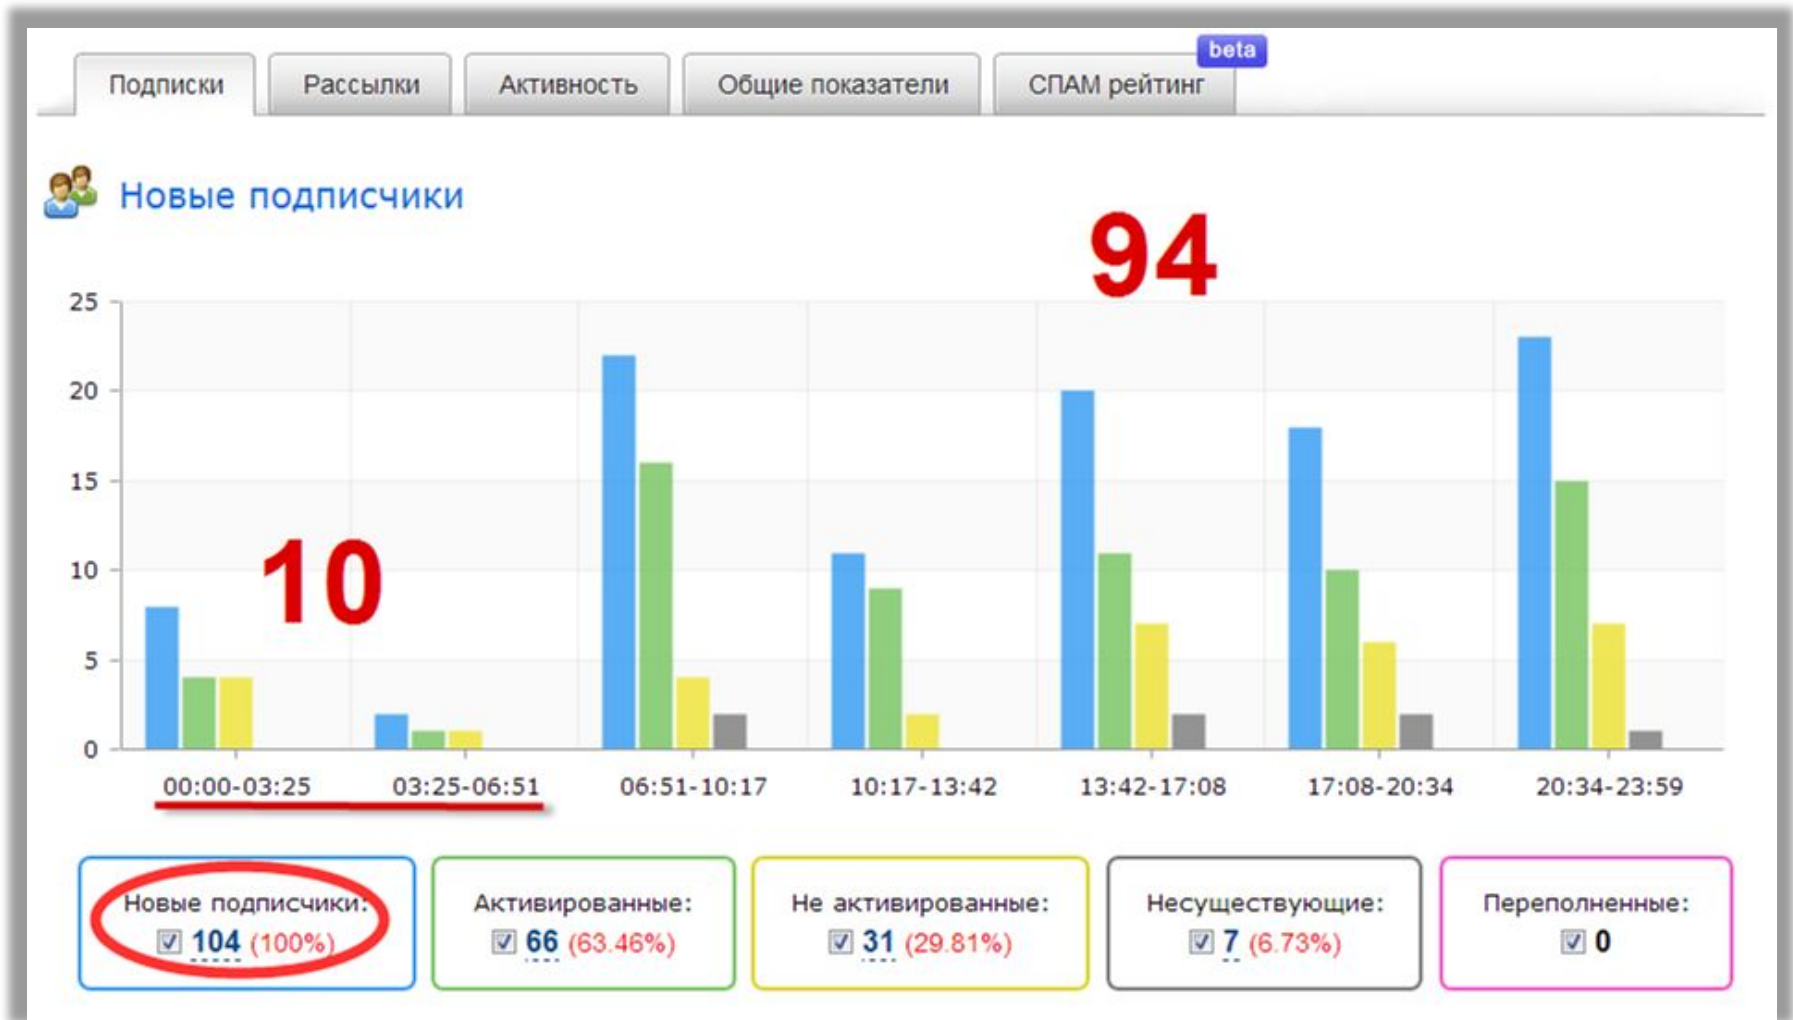 beta
Подписки Рассылки Активность Общие показатели СПАМ рейтинг
Новые подписчики
94
25
20
15
10
10
5
0
00:00-03:25 03:25-06:51 06:51-10:17 10:17-13:42 13:42-17:08 17:08-20:34 20:34-23:59
Новые подписчики: Активированные: Не активированные: Несуществующие: Переполненные:
104 (100%) 66 (63.46%) 31 (29.81%) 7 (6.73%) 0